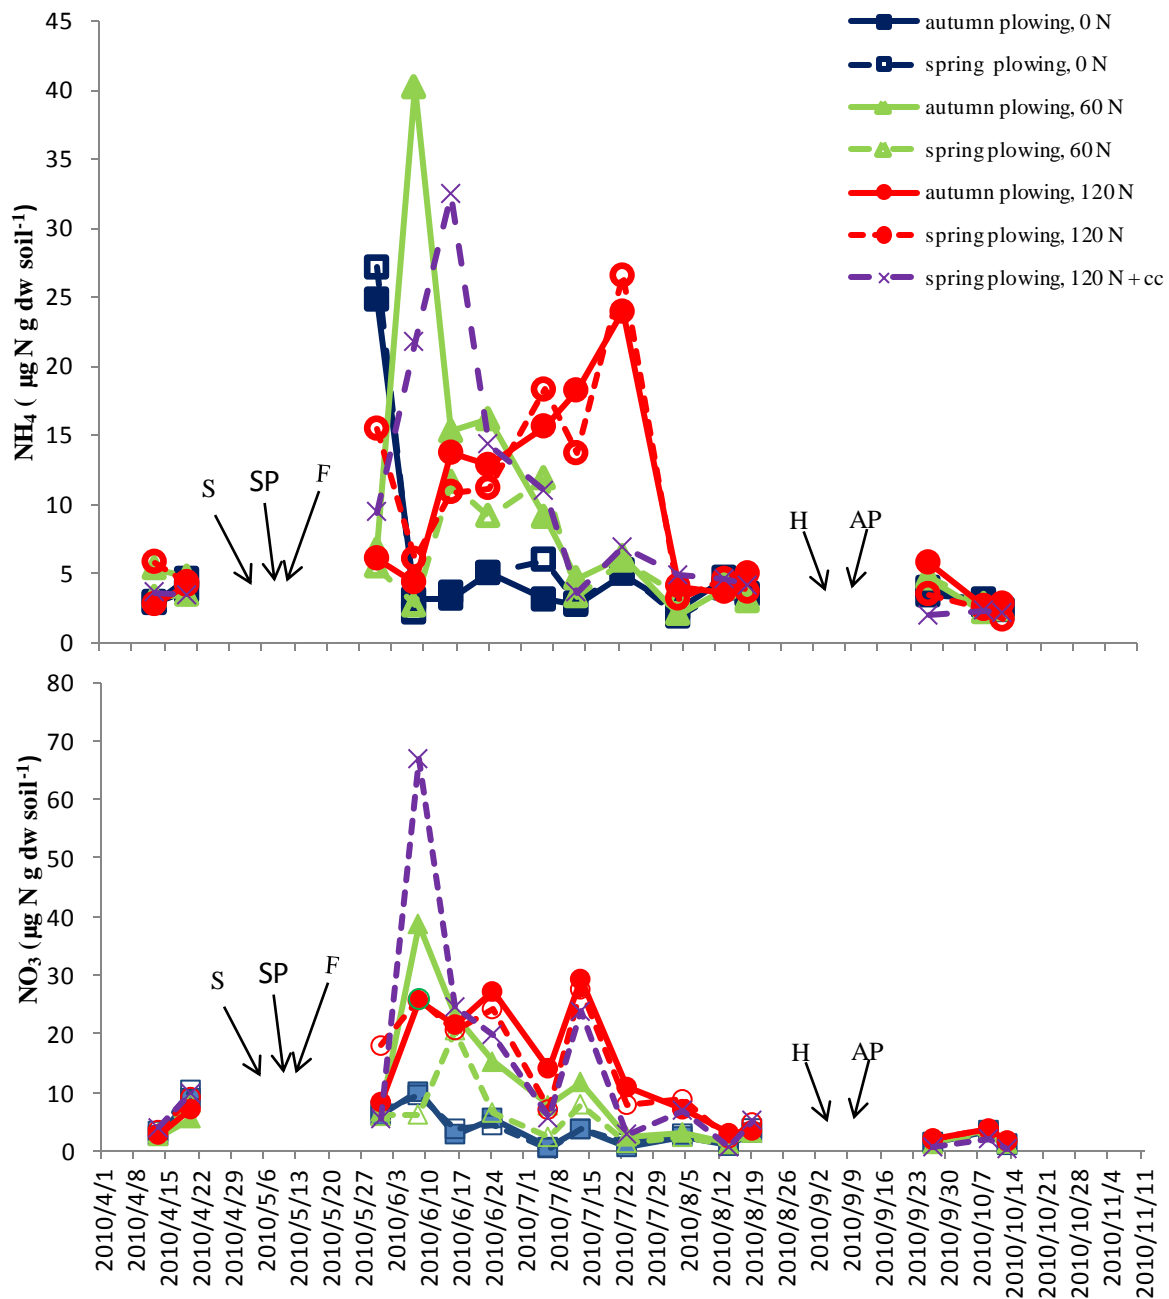 45
40
35
30
25
20
15
10
5
0
NH4 ( µg N g dw soil-1)
autumn plowing, 0 N
spring plowing, 0 N
autumn plowing, 60 N
spring plowing, 60 N
autumn plowing, 120 N
spring plowing, 120 N
spring plowing, 120 N + cc
S
SP
F
H
AP
80
70
60
50
40
30
20
10
0
NO3 (µg N g dw soil-1)
S
SP
F
H
AP
2010/4/1
2010/4/8
2010/4/15
2010/4/22
2010/4/29
2010/5/6
2010/5/13
2010/5/20
2010/5/27
2010/6/3
2010/6/10
2010/6/17
2010/6/24
2010/7/1
2010/7/8
2010/7/15
2010/7/22
2010/7/29
2010/8/5
2010/8/12
2010/8/19
2010/8/26
2010/9/2
2010/9/9
2010/9/16
2010/9/23
2010/9/30
2010/10/7
2010/10/14
2010/10/21
2010/10/28
2010/11/4
2010/11/11